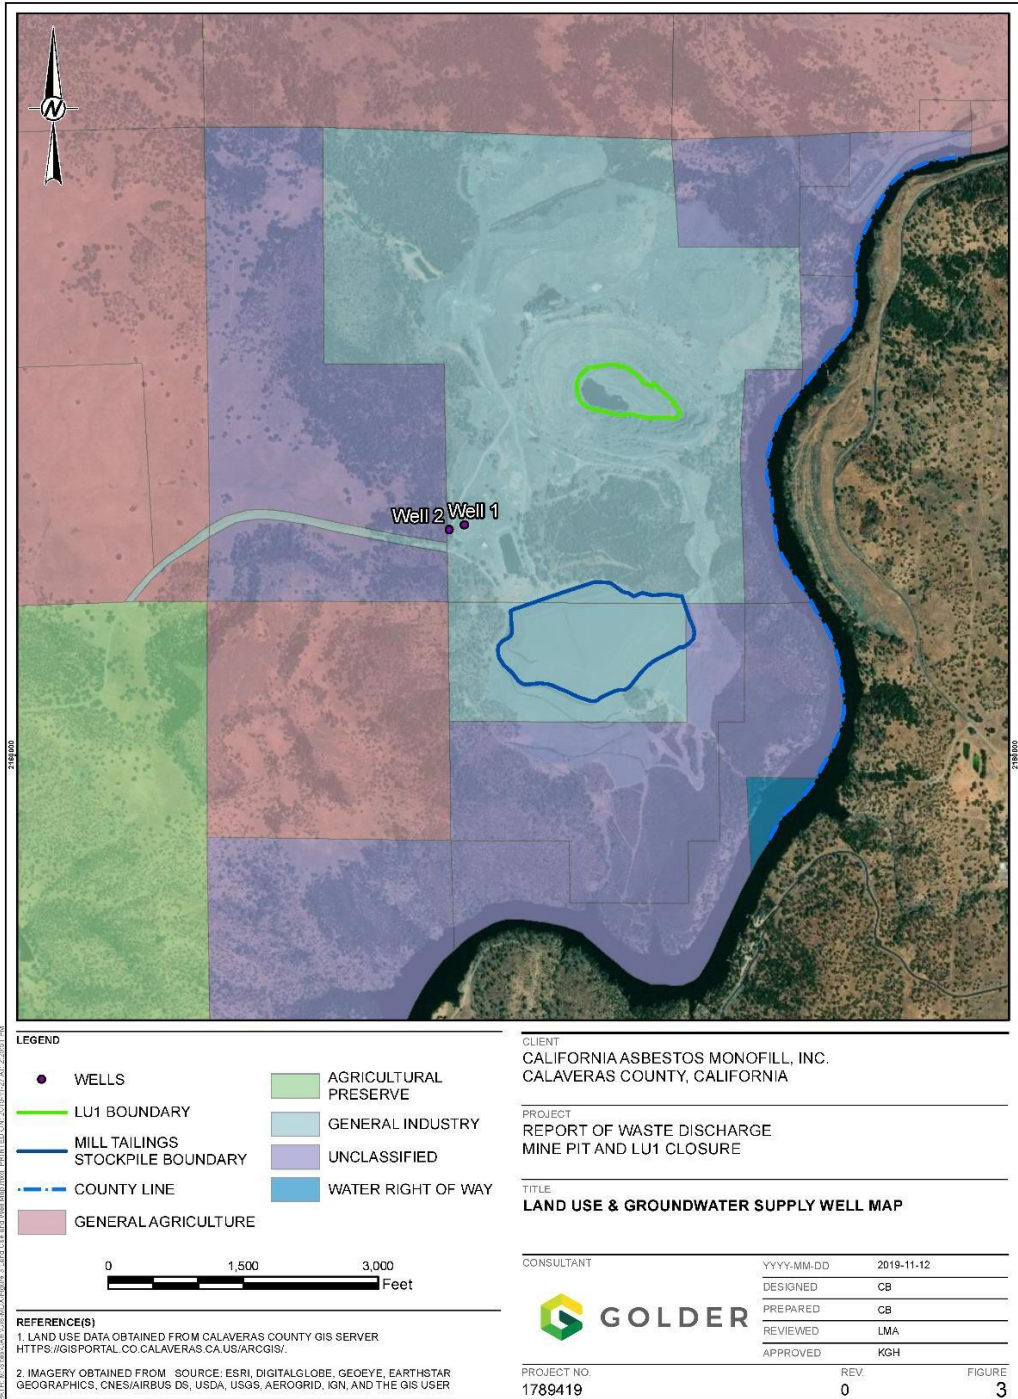 N
Well 2 Well 1
2160000
2160000
LEGEND
WELLS
LU1 BOUNDARY
MILL TAILINGS
STOCKPILE BOUNDARY
COUNTY LINE
GENERAL AGRICULTURE
AGRICULTURAL
PRESERVE
GENERAL INDUSTRY
UNCLASSIFIED
WATER RIGHT OF WAY
0 1,500 3,000
Feet
REFERENCE(S)
1. LAND USE DATA OBTAINED FROM CALAVERAS COUNTY GIS SERVER
HTTPS://GISPORTAL.CO.CALAVERAS.CA.US/ARCGIS/.
2. IMAGERY OBTAINED FROM SOURCE: ESRI, DIGITALGLOBE, GEOEYE, EARTHSTAR
GEOGRAPHICS, CNES/AIRBUS DS, USDA, USGS, AEROGRID, IGN, AND THE GIS USER
CLIENT
CALIFORNIA ASBESTOS MONOFILL, INC.
CALAVERAS COUNTY, CALIFORNIA
PROJECT
REPORT OF WASTE DISCHARGE
MINE PIT AND LU1 CLOSURE
TITLE
LAND USE & GROUNDWATER SUPPLY WELL MAP
CONSULTANT
GOLDER
YYYY-MM-DD 2019-11-12
DESIGNED CB
PREPARED CB
REVIEWED LMA
APPROVED KGH
PROJECT NO. REV. FIGURE
1789419 0 3